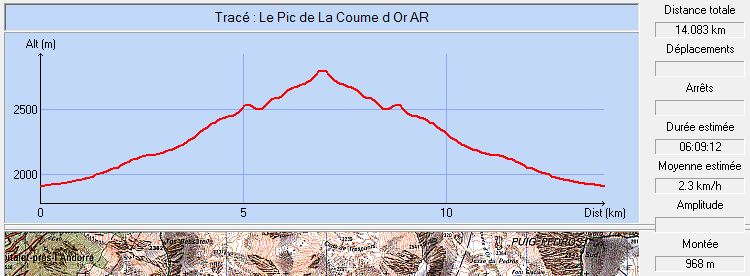 Tracé : Le Pic de La Coume d Or AR
Alt (m)
2500
2000
0
5
10
Dist (km)
Distance totale
14.083 km
Déplacements
Arrêts
Durée estimée
06:09:12
Moyenne estimée
2.3 km/h
Amplitude
Montée
968 m
PUIG-PEDRO